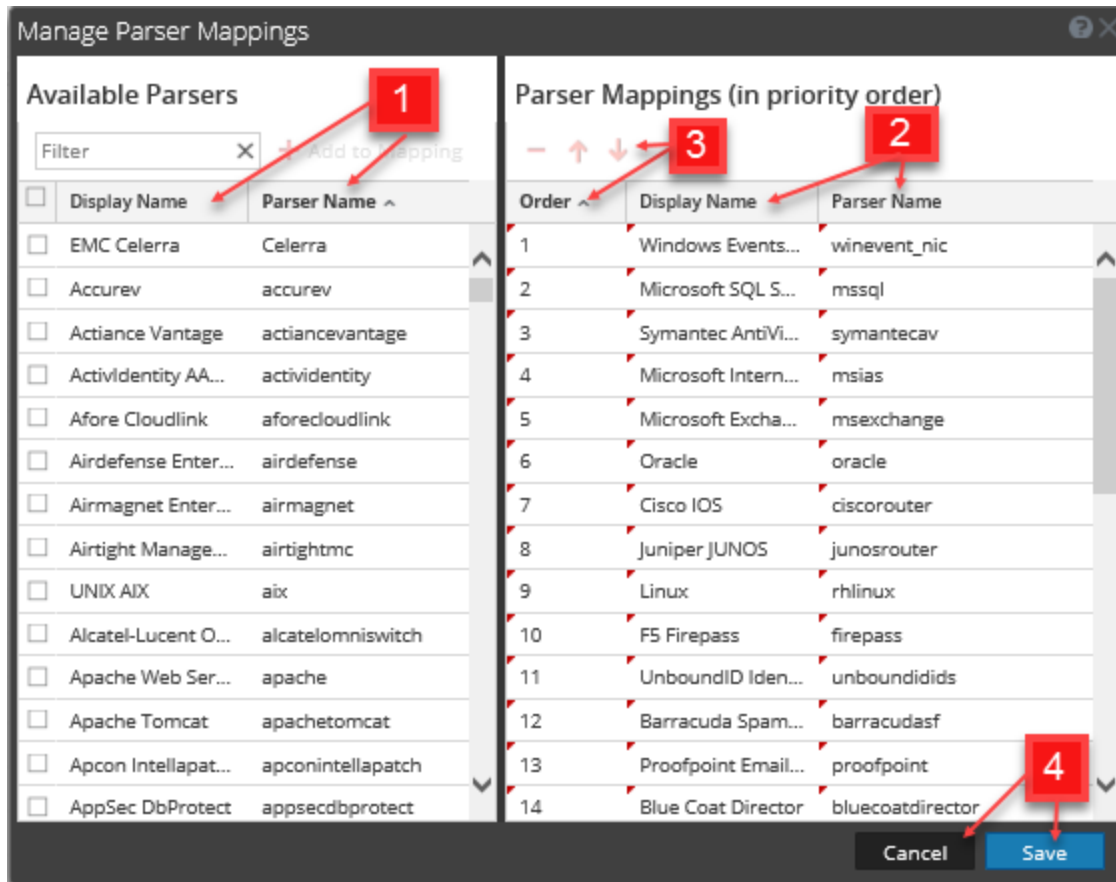 Manage Parser Mappings
Available Parsers
1
Filter
+ Add to Mapping
Display Name Parser Name
EMC Celerra Celerra
Accurev accurev
Actiance Vantage actiancevantage
ActivIdentity AA... actividentity
Afore Cloudlink aforecloudlink
Airdefense Enter... airdefense
Airmagnet Enter... airmagnet
Airtight Manage... airtightmc
UNIX AIX aix
Alcatel-Lucent O... alcatelomniswitch
Apache Web Ser... apache
Apache Tomcat apachetomcat
Apcon Intellapat... apconintellapatch
AppSec DbProtect appsecdbprotect
Parser Mappings (in priority order)
3
2
Order Display Name Parser Name
1 Windows Events... winevent_nic
2 Microsoft SQL S... mssql
3 Symantec AntiVi... symantecav
4 Microsoft Intern... msias
5 Microsoft Excha... msexchange
6 Oracle oracle
7 Cisco IOS ciscorouter
8 Juniper JUNOS junosrouter
9 Linux rhlinux
10 F5 Firepass firepass
11 UnboundID Iden... unboundidids
12 Barracuda Spam... barracudasf
13 Proofpoint Email... proofpoint
14 Blue Coat Director bluecoatdirector
4
Cancel Save